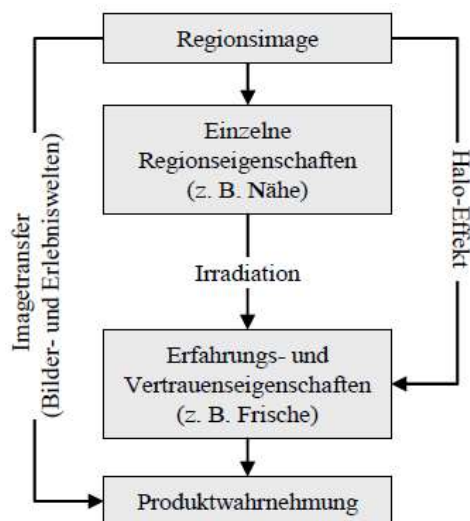 Regionsimage
Einzelne
Regionseigenschaften
(z. B. Nähe)
Imagetransfer
(Bilder- und Erlebniswelten)
Halo-Effekt
Irradiation
Erfahrungs- und
Vertrauenseigenschaften
(z. B. Frische)
Produktwahrnehmung